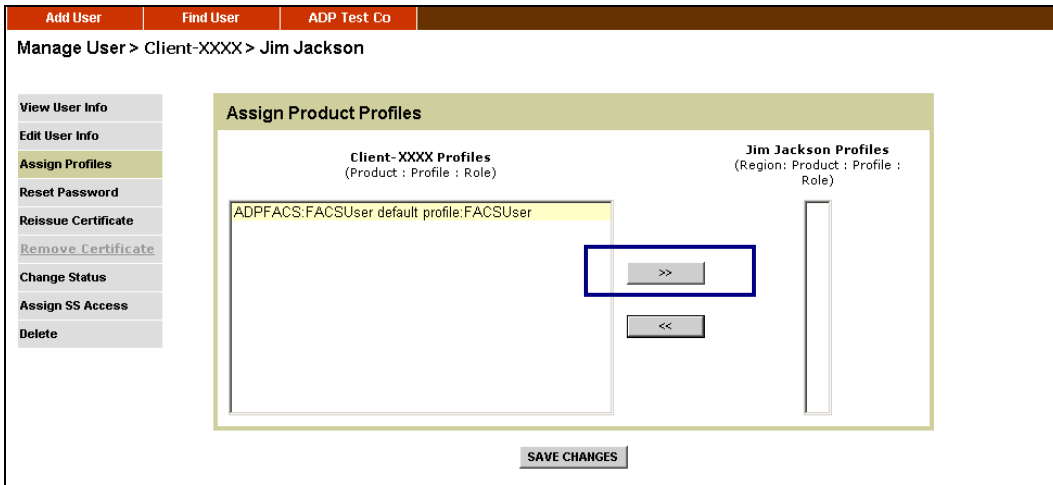 Add User
Find User
ADP Test Co
Manage User > Client-XXXX > Jim Jackson
View User Info
Edit User Info
Assign Profiles
Reset Password
Reissue Certificate
Remove Certificate
Change Status
Assign SS Access
Delete
Assign Product Profiles
Client-XXXX Profiles
(Product : Profile : Role)
ADPFACS:FACSUser default profile:FACSUser
>>
<<
Jim Jackson Profiles
(Region: Product : Profile :
Role)
SAVE CHANGES